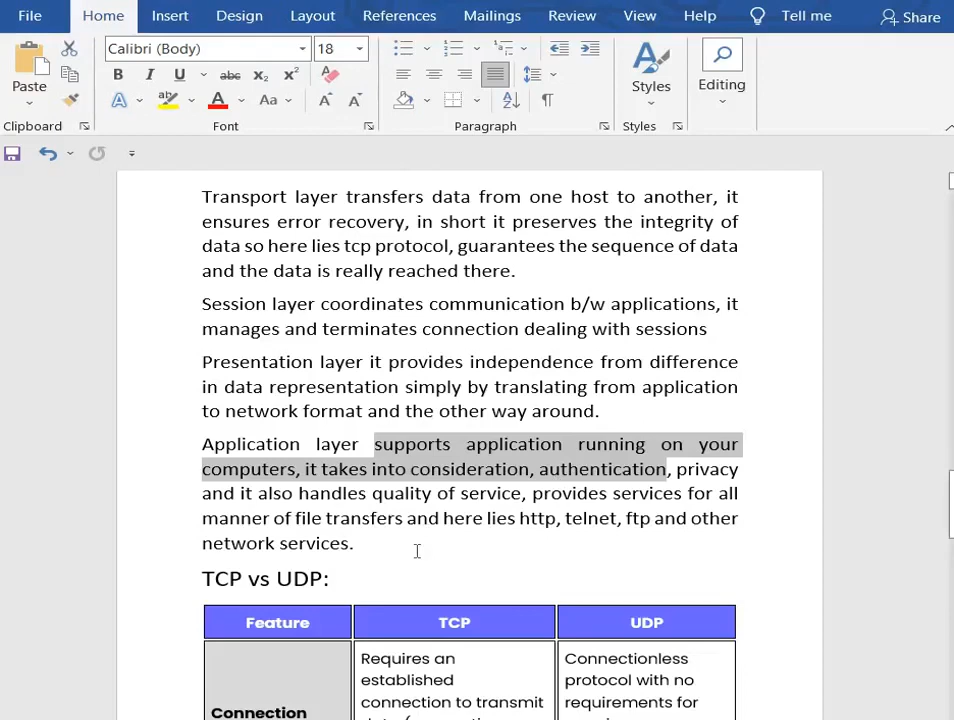 File Home Insert Design Layout References Mailings Review View Help Tell me Share
Calibri (Body) 18
Paste B I U abc x₂ x² Styles Editing
A ab A Aa A A
Clipboard Font Paragraph Styles
Transport layer transfers data from one host to another, it
ensures error recovery, in short it preserves the integrity of
data so here lies tcp protocol, guarantees the sequence of data
and the data is really reached there.
Session layer coordinates communication b/w applications, it
manages and terminates connection dealing with sessions
Presentation layer it provides independence from difference
in data representation simply by translating from application
to network format and the other way around.
Application layer supports application running on your
computers, it takes into consideration, authentication, privacy
and it also handles quality of service, provides services for all
manner of file transfers and here lies http, telnet, ftp and other
network services.
TCP vs UDP:
Feature TCP UDP
Requires an Connectionless
established protocol with no
connection to transmit requirements for
Connection